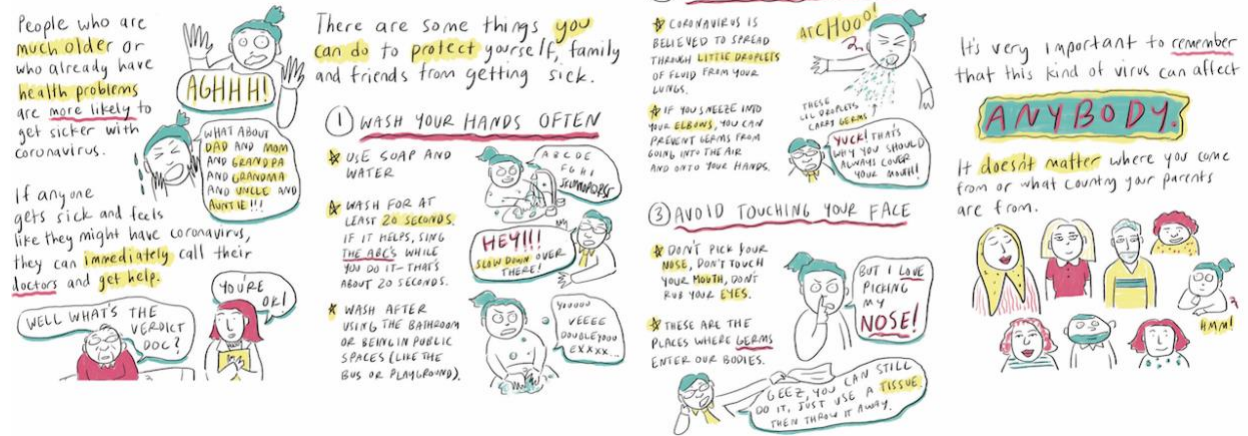 People who are
much older or
who already have
health problems
are more likely to
get sicker with
coronavirus.
AGHHH!
WHAT ABOUT
DAD AND MOM
AND GRANDPA
AND GRANDMA
AND UNCLE AND
AUNTIE!!!
If anyone
gets sick and feels
like they might have coronavirus,
they can immediately call their
doctors and get help.
WELL WHAT'S THE
VERDICT
DOC?
YOU'RE
OK!
There are some things you
can do to protect yourself, family
and friends from getting sick.
1 WASH YOUR HANDS OFTEN
USE SOAP AND
WATER
A B C D E
F G H I
WASH FOR AT
LEAST 20 SECONDS.
IF IT HELPS, SING
THE ABC'S WHILE
YOU DO IT—THAT'S
ABOUT 20 SECONDS.
HEY!!!
SLOW DOWN OVER
THERE!
WASH AFTER
USING THE BATHROOM
OR BEING IN PUBLIC
SPACES (LIKE THE
BUS OR PLAYGROUND).
YOUUUU
VEEEE
DOUBLEYOU
EXXXX...
CORONAVIRUS IS
BELIEVED TO SPREAD
THROUGH LITTLE DROPLETS
OF FLUID FROM YOUR
LUNGS.
AHCHOOO!
THESE
LIL DROPLETS
CARRY GERMS
IF YOU SNEEZE INTO
YOUR ELBOWS, YOU CAN
PREVENT GERMS FROM
GOING INTO THE AIR
AND ONTO YOUR HANDS.
YUCK! THAT'S
WHY YOU SHOULD
ALWAYS COVER
YOUR MOUTH!
3 AVOID TOUCHING YOUR FACE
DON'T PICK YOUR
NOSE, DON'T TOUCH
YOUR MOUTH, DON'T
RUB YOUR EYES.
BUT I LOVE
PICKING
MY
NOSE!
THESE ARE THE
PLACES WHERE GERMS
ENTER OUR BODIES.
GEEZ, YOU CAN STILL
DO IT, JUST USE A TISSUE.
THEN THROW IT AWAY.
It's very important to remember
that this kind of virus can affect
ANYBODY.
It doesn't matter where you come
from or what country your parents
are from.
HMM!